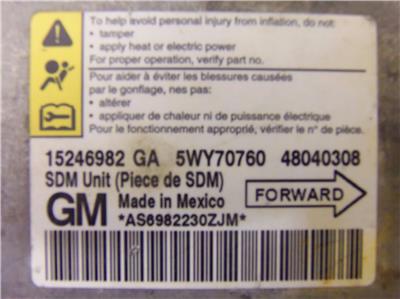 To help avoid personal injury from inflation, do not:
• tamper
• apply heat or electric power
For proper operation, verify part no.
Pour aider à éviter les blessures causées
par le gonflage, ne pas:
• altérer
• appliquer de chaleur ni de puissance électrique
Pour le fonctionnement approprié, vérifier le n° de pièce.
15246982 GA 5WY70760 48040308
SDM Unit (Piece de SDM)
GM Made in Mexico FORWARD
*AS6982230ZJM*